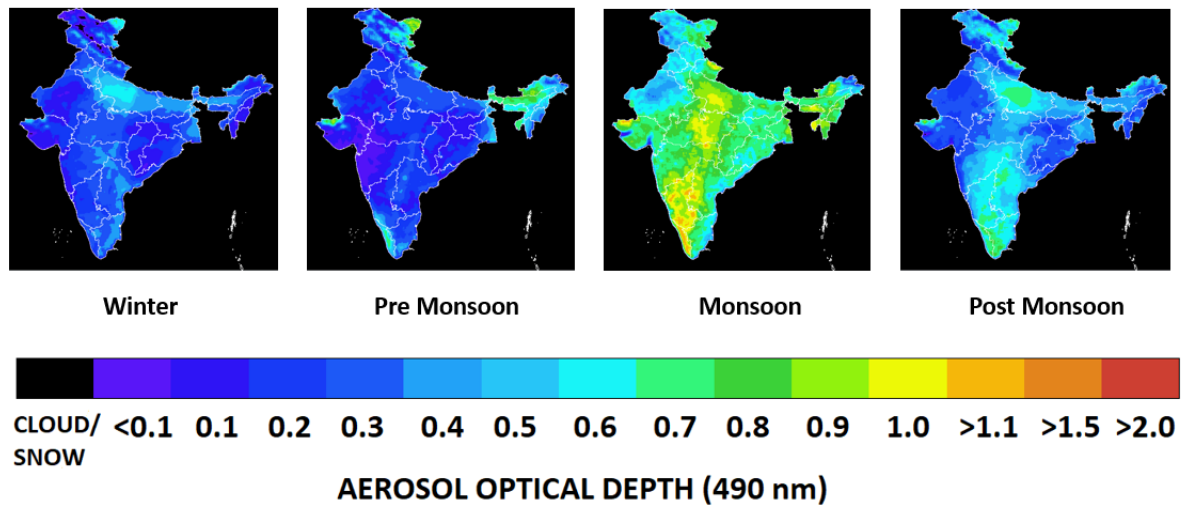 Winter
Pre Monsoon
Monsoon
Post Monsoon
CLOUD/ <0.1 0.1 0.2 0.3 0.4 0.5 0.6 0.7 0.8 0.9 1.0 >1.1 >1.5 >2.0
SNOW
AEROSOL OPTICAL DEPTH (490 nm)